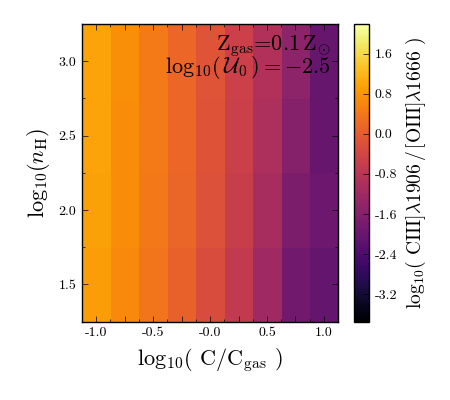 Z_gas=0.1 Z_⊙
log₁₀(𝒰₀) = −2.5
3.0
2.5
2.0
1.5
log₁₀(n_H)
-1.0 -0.5 -0.0 0.5 1.0
log₁₀( C/C_gas )
1.6
0.8
0.0
-0.8
-1.6
-2.4
-3.2
log₁₀( CIII]λ1906 / [OIII]λ1666 )